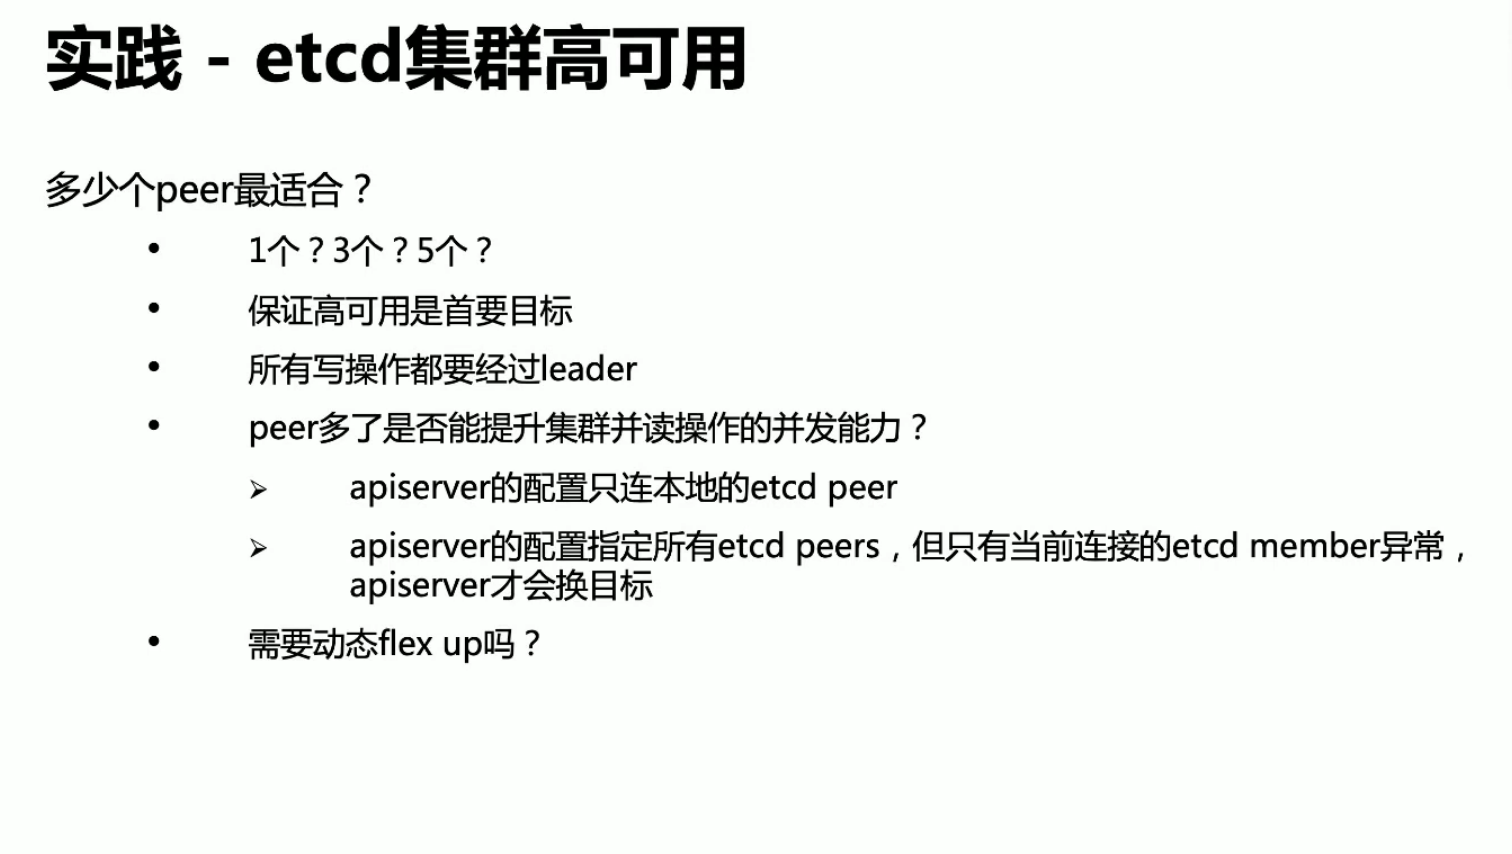 实践 - etcd集群高可用
多少个peer最适合？
• 1个？3个？5个？
• 保证高可用是首要目标
• 所有写操作都要经过leader
• peer多了是否能提升集群并读操作的并发能力？
➢ apiserver的配置只连本地的etcd peer
➢ apiserver的配置指定所有etcd peers，但只有当前连接的etcd member异常，
apiserver才会换目标
• 需要动态flex up吗？